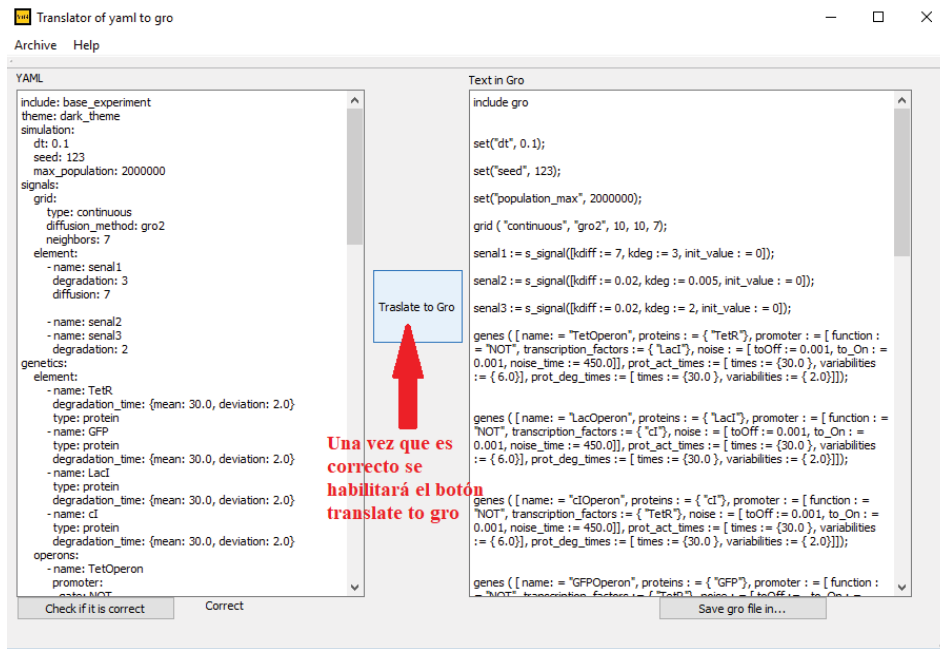 Translator of yaml to gro
Archive Help
YAML
include: base_experiment
theme: dark_theme
simulation:
dt: 0.1
seed: 123
max_population: 2000000
signals:
grid:
type: continuous
diffusion_method: gro2
neighbors: 7
element:
- name: senal1
degradation: 3
diffusion: 7
- name: senal2
- name: senal3
degradation: 2
genetics:
element:
- name: TetR
degradation_time: {mean: 30.0, deviation: 2.0}
type: protein
- name: GFP
type: protein
degradation_time: {mean: 30.0, deviation: 2.0}
- name: LacI
type: protein
degradation_time: {mean: 30.0, deviation: 2.0}
- name: cI
type: protein
degradation_time: {mean: 30.0, deviation: 2.0}
operons:
- name: TetOperon
promoter:
gate: NOT
Check if it is correct
Correct
Traslate to Gro
Una vez que es
correcto se
habilitará el botón
translate to gro
Text in Gro
include gro
set("dt", 0.1);
set("seed", 123);
set("population_max", 2000000);
grid ( "continuous", "gro2", 10, 10, 7);
senal1 := s_signal([kdiff := 7, kdeg := 3, init_value : = 0]);
senal2 := s_signal([kdiff := 0.02, kdeg := 0.005, init_value : = 0]);
senal3 := s_signal([kdiff := 0.02, kdeg := 2, init_value : = 0]);
genes ( [ name: = "TetOperon", proteins : = { "TetR"}, promoter : = [ function :
= "NOT", transcription_factors := { "LacI"}, noise : = [ toOff := 0.001, to_On : =
0.001, noise_time := 450.0]], prot_act_times := [ times := {30.0 }, variabilities
:= { 6.0}], prot_deg_times := [ times := {30.0 }, variabilities := { 2.0}]]);
genes ( [ name: = "LacOperon", proteins : = { "LacI"}, promoter : = [ function : =
"NOT", transcription_factors := { "cI"}, noise : = [ toOff := 0.001, to_On : =
0.001, noise_time := 450.0]], prot_act_times := [ times := {30.0 }, variabilities
:= { 6.0}], prot_deg_times := [ times := {30.0 }, variabilities := { 2.0}]]);
genes ( [ name: = "cIOperon", proteins : = { "cI"}, promoter : = [ function : =
"NOT", transcription_factors := { "TetR"}, noise : = [ toOff := 0.001, to_On : =
0.001, noise_time := 450.0]], prot_act_times := [ times := {30.0 }, variabilities
:= { 6.0}], prot_deg_times := [ times := {30.0 }, variabilities := { 2.0}]]);
genes ( [ name: = "GFPOperon", proteins : = { "GFP"}, promoter : = [ function :
= "NOT", transcription_factors := { "TetR"}, noise : = [ toOff := to_On : =
Save gro file in...